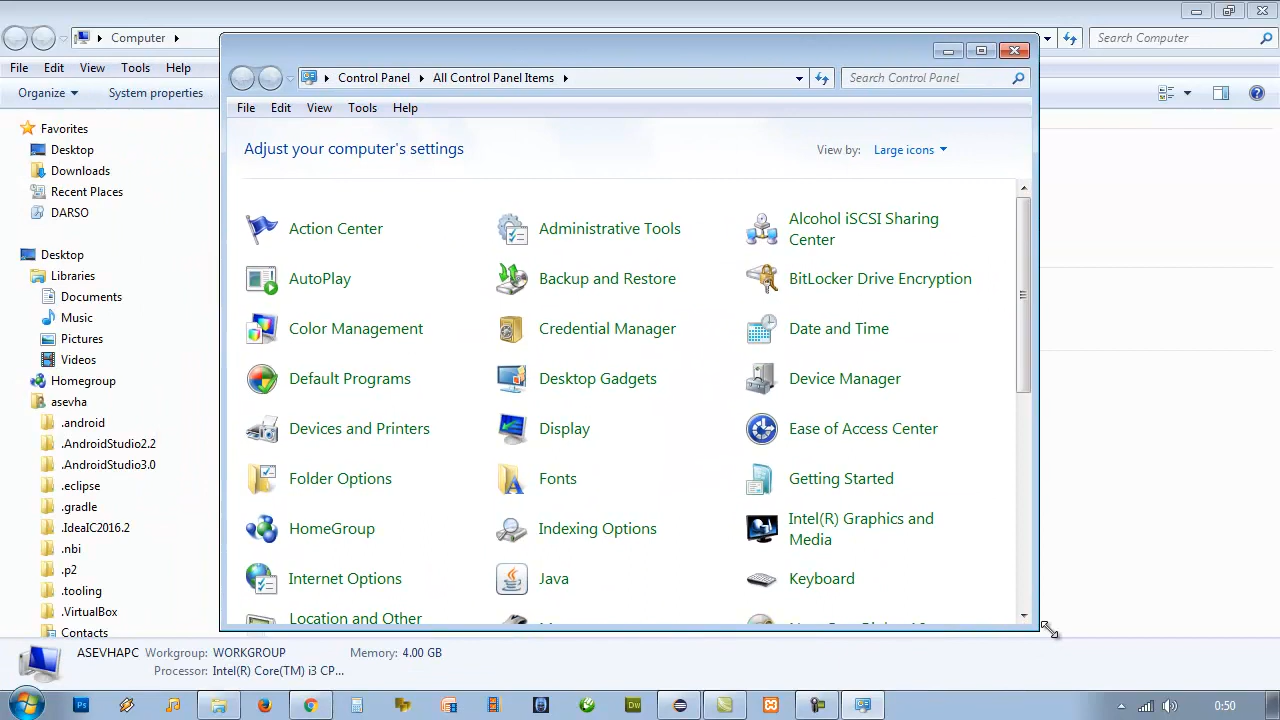 Computer
Search Computer
File Edit View Tools Help
Organize System properties
Favorites
Desktop
Downloads
Recent Places
DARSO
Desktop
Libraries
Documents
Music
Pictures
Videos
Homegroup
asevha
.android
.AndroidStudio2.2
.AndroidStudio3.0
.eclipse
.gradle
.IdeaIC2016.2
.nbi
.p2
.tooling
.VirtualBox
Contacts
Control Panel All Control Panel Items
Search Control Panel
File Edit View Tools Help
Adjust your computer's settings
View by: Large icons
Action Center
Administrative Tools
Alcohol iSCSI Sharing
Center
AutoPlay
Backup and Restore
BitLocker Drive Encryption
Color Management
Credential Manager
Date and Time
Default Programs
Desktop Gadgets
Device Manager
Devices and Printers
Display
Ease of Access Center
Folder Options
Fonts
Getting Started
HomeGroup
Indexing Options
Intel(R) Graphics and
Media
Internet Options
Java
Keyboard
Location and Other
ASEVHAPC Workgroup: WORKGROUP Memory: 4.00 GB
Processor: Intel(R) Core(TM) i3 CP...
Ps
Dw
0:50